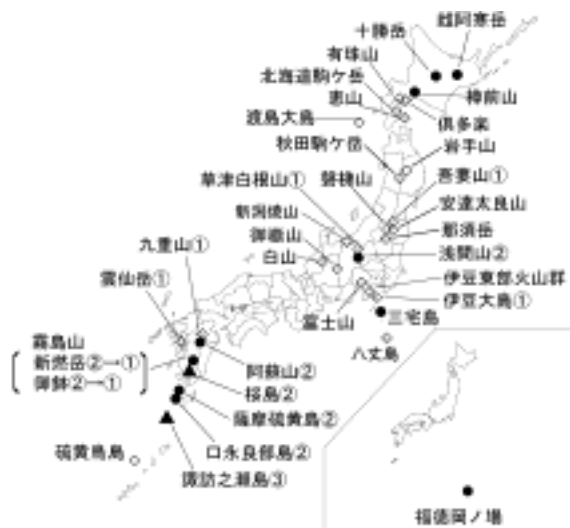 雌阿寒岳
十勝岳
有珠山
北海道駒ケ岳
恵山
樽前山
渡島大島
倶多楽
秋田駒ケ岳
岩手山
草津白根山①
磐梯山
吾妻山①
安達太良山
新潟焼山
那須岳
九重山①
御嶽山
浅間山②
白山
雲仙岳①
伊豆東部火山群
伊豆大島①
富士山
三宅島
霧島山
八丈島
新燃岳②→①
阿蘇山②
御鉢②→①
桜島②
薩摩硫黄島②
硫黄鳥島
口永良部島②
諏訪之瀬島③
福徳岡ノ場